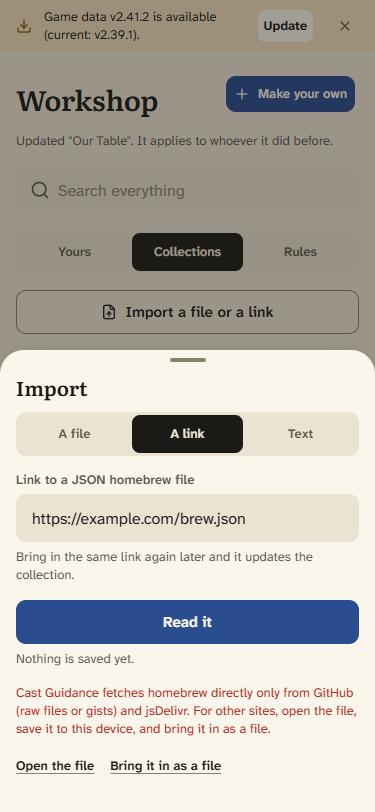 Game data v2.41.2 is available
(current: v2.39.1).
Update
Workshop
Make your own
Updated "Our Table". It applies to whoever it did before.
Search everything
Yours
Collections
Rules
Import a file or a link
Import
A file
A link
Text
Link to a JSON homebrew file
https://example.com/brew.json
Bring in the same link again later and it updates the
collection.
Read it
Nothing is saved yet.
Cast Guidance fetches homebrew directly only from GitHub
(raw files or gists) and jsDelivr. For other sites, open the file,
save it to this device, and bring it in as a file.
Open the file
Bring it in as a file